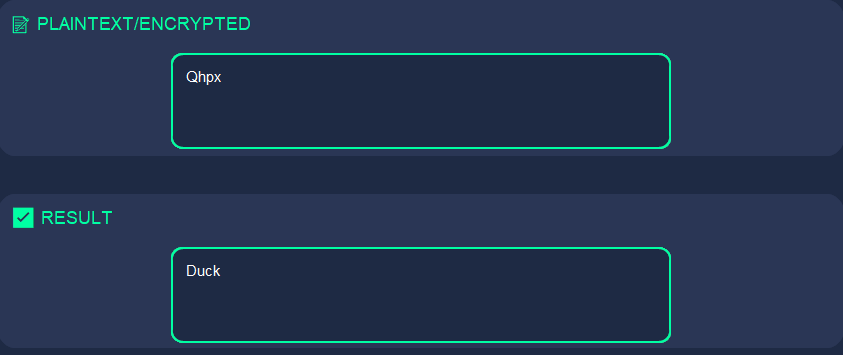 PLAINTEXT/ENCRYPTED
Qhpx
RESULT
Duck